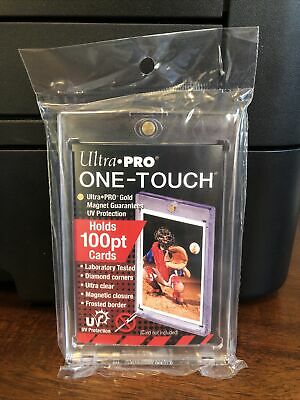 Ultra•PRO®
ONE-TOUCH®
Ultra•PRO Gold
Magnet Guarantees
UV Protection
Holds
100pt
Cards
• Laboratory Tested
• Diamond corners
• Ultra clear
• Magnetic closure
• Frosted border
UV
UV Protection
(Card not included)